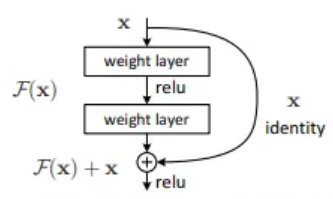 x
weight layer
F(x)
relu
x
weight layer
identity
F(x) + x
relu